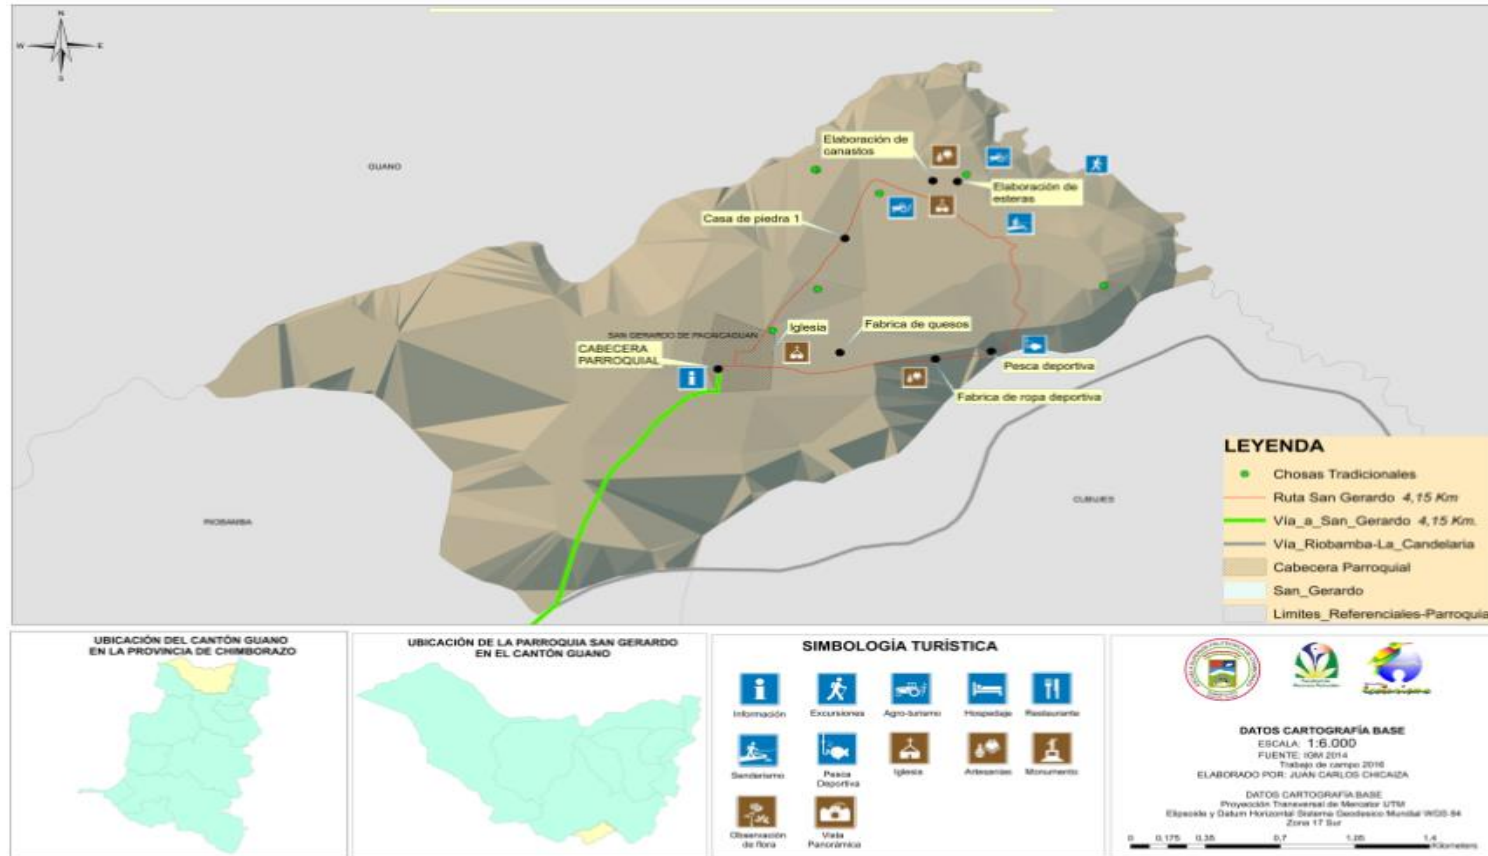 N
W
E
S
GUANO
Elaboración de
canastos
Elaboración de
esteras
Casa de piedra 1
SAN GERARDO DE PACAICAGUAN
Iglesia
Fabrica de quesos
CABECERA
PARROQUIAL
Pesca deportiva
Fabrica de ropa deportiva
RIOBAMBA
CUBIJIES
LEYENDA
Chosas Tradicionales
Ruta San Gerardo 4,15 Km
Vía_a_San_Gerardo 4,15 Km.
Vía_Riobamba-La_Candelaria
Cabecera Parroquial
San_Gerardo
Limites_Referenciales-Parroquia
UBICACIÓN DEL CANTÓN GUANO
EN LA PROVINCIA DE CHIMBORAZO
UBICACIÓN DE LA PARROQUIA SAN GERARDO
EN EL CANTÓN GUANO
SIMBOLOGÍA TURÍSTICA
Información
Excursiones
Agro-turismo
Hospedaje
Restaurante
Senderismo
Pesca
Deportiva
Iglesia
Artesanias
Monumento
Observación
de flora
Vista
Panorámica
Ecoturismo
DATOS CARTOGRAFÍA BASE
ESCALA: 1:6.000
FUENTE: IGM 2014
Trabajo de campo 2016
ELABORADO POR: JUAN CARLOS CHICAIZA
DATOS CARTOGRAFÍA BASE
Proyección Transversal de Mercator UTM
Elipsoide y Datum Horizontal Sistema Geodesico Mundial WGS-84
Zona 17 Sur
0 0,175 0,35 0,7 1,05 1,4
Kilometers